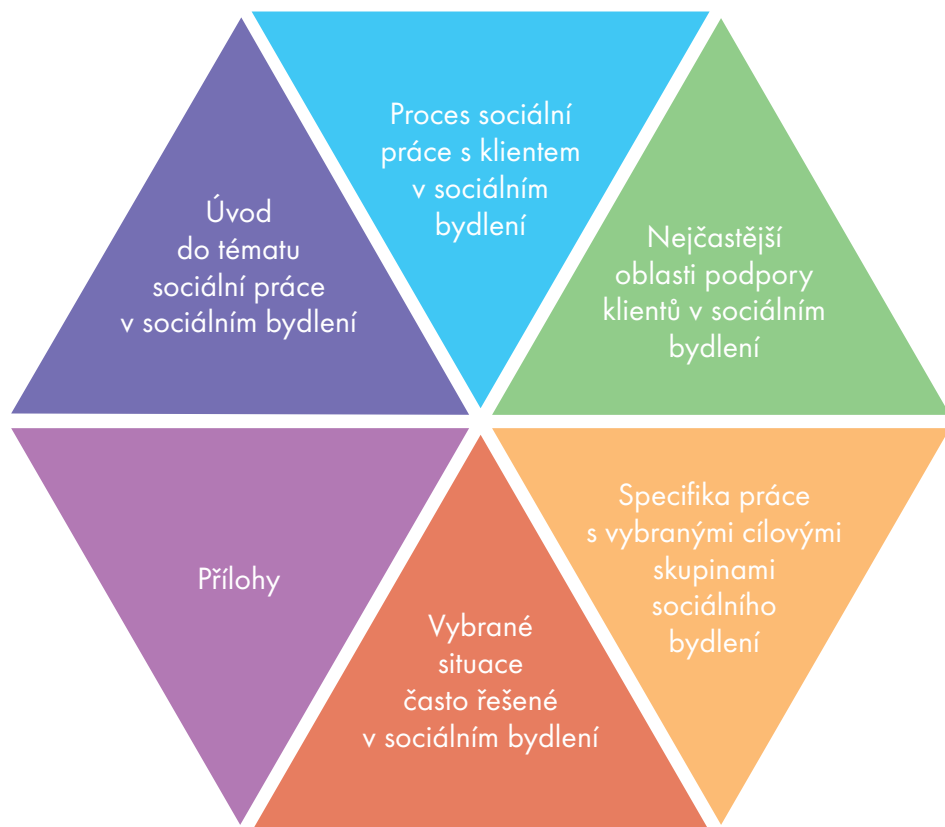 Úvod
do tématu
sociální práce
v sociálním bydlení
Proces sociální
práce s klientem
v sociálním
bydlení
Nejčastější
oblasti podpory
klientů v sociálním
bydlení
Specifika práce
s vybranými cílovými
skupinami
sociálního
bydlení
Vybrané
situace
často řešené
v sociálním bydlení
Přílohy